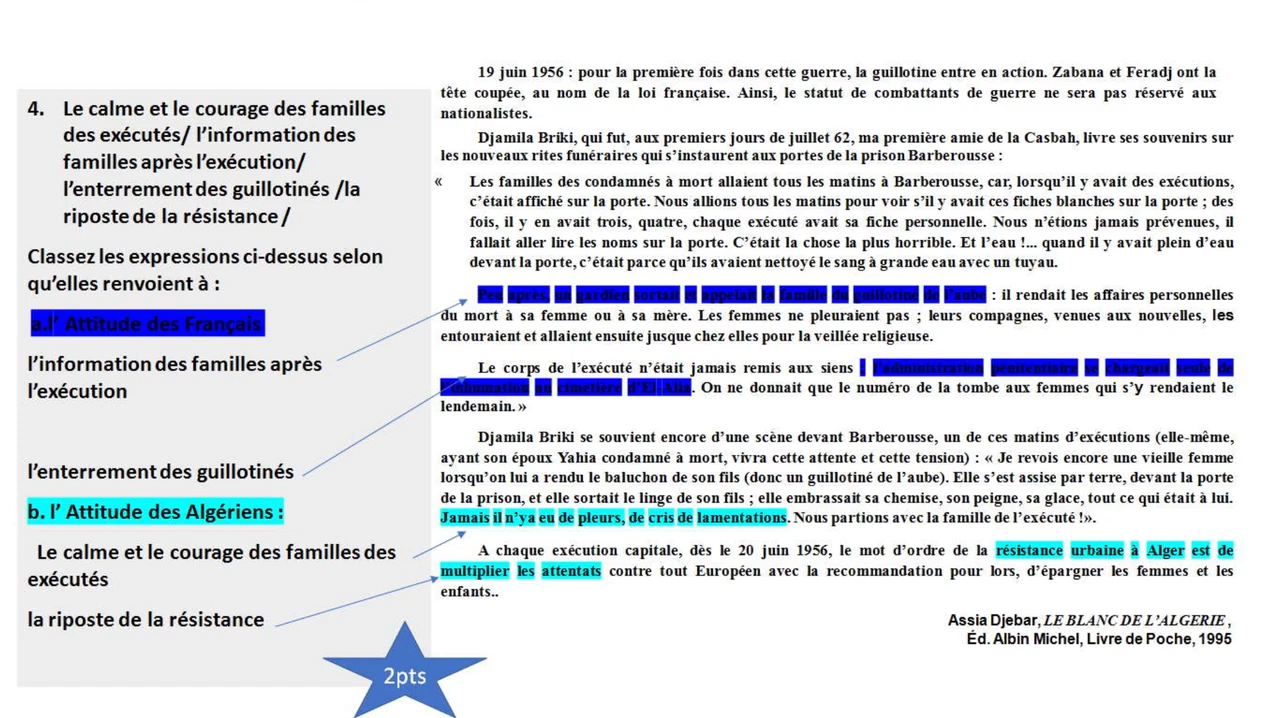 4. Le calme et le courage des familles
des exécutés/ l'information des
familles après l'exécution/
l'enterrement des guillotinés /la
riposte de la résistance /
Classez les expressions ci-dessus selon
qu'elles renvoient à :
a.l' Attitude des Français
l'information des familles après
l'exécution
l'enterrement des guillotinés
b. l' Attitude des Algériens :
Le calme et le courage des familles des
exécutés
la riposte de la résistance
2pts
19 juin 1956 : pour la première fois dans cette guerre, la guillotine entre en action. Zabana et Feradj ont la
tête coupée, au nom de la loi française. Ainsi, le statut de combattants de guerre ne sera pas réservé aux
nationalistes.
Djamila Briki, qui fut, aux premiers jours de juillet 62, ma première amie de la Casbah, livre ses souvenirs sur
les nouveaux rites funéraires qui s'instaurent aux portes de la prison Barberousse :
« Les familles des condamnés à mort allaient tous les matins à Barberousse, car, lorsqu'il y avait des exécutions,
c'était affiché sur la porte. Nous allions tous les matins pour voir s'il y avait ces fiches blanches sur la porte ; des
fois, il y en avait trois, quatre, chaque exécuté avait sa fiche personnelle. Nous n'étions jamais prévenues, il
fallait aller lire les noms sur la porte. C'était la chose la plus horrible. Et l'eau !... quand il y avait plein d'eau
devant la porte, c'était parce qu'ils avaient nettoyé le sang à grande eau avec un tuyau.
Peu après, un gardien sortait et appelait la famille du guillotiné de l'aube : il rendait les affaires personnelles
du mort à sa femme ou à sa mère. Les femmes ne pleuraient pas ; leurs compagnes, venues aux nouvelles, les
entouraient et allaient ensuite jusque chez elles pour la veillée religieuse.
Le corps de l'exécuté n'était jamais remis aux siens : l'administration pénitentiaire se chargeait seule de
l'inhumation au cimetière d'El-Alia. On ne donnait que le numéro de la tombe aux femmes qui s'y rendaient le
lendemain. »
Djamila Briki se souvient encore d'une scène devant Barberousse, un de ces matins d'exécutions (elle-même,
ayant son époux Yahia condamné à mort, vivra cette attente et cette tension) : « Je revois encore une vieille femme
lorsqu'on lui a rendu le baluchon de son fils (donc un guillotiné de l'aube). Elle s'est assise par terre, devant la porte
de la prison, et elle sortait le linge de son fils ; elle embrassait sa chemise, son peigne, sa glace, tout ce qui était à lui.
Jamais il n'ya eu de pleurs, de cris de lamentations. Nous partions avec la famille de l'exécuté !».
A chaque exécution capitale, dès le 20 juin 1956, le mot d'ordre de la résistance urbaine à Alger est de
multiplier les attentats contre tout Européen avec la recommandation pour lors, d'épargner les femmes et les
enfants..
Assia Djebar, LE BLANC DE L'ALGERIE ,
Éd. Albin Michel, Livre de Poche, 1995